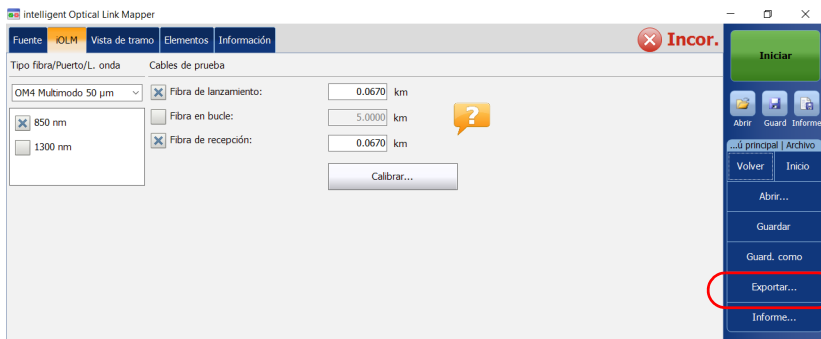 intelligent Optical Link Mapper
Fuente iOLM Vista de tramo Elementos Información
Incor.
Iniciar
Tipo fibra/Puerto/L. onda Cables de prueba
OM4 Multimodo 50 µm
Fibra de lanzamiento: 0.0670 km
850 nm
Fibra en bucle: 5.0000 km
1300 nm
Fibra de recepción: 0.0670 km
Calibrar...
?
Abrir Guard Informe
...ú principal | Archivo
Volver Inicio
Abrir...
Guardar
Guard. como
Exportar...
Informe...